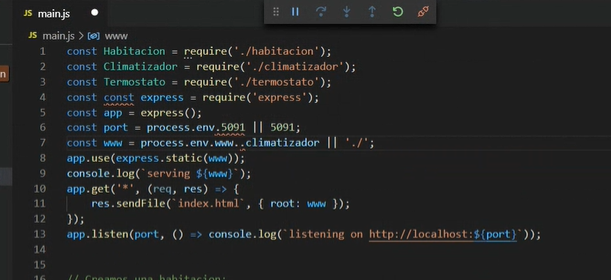 JS main.js
JS main.js > www
1 const Habitacion = require('./habitacion');
2 const Climatizador = require('./climatizador');
3 const Termostato = require('./termostato');
4 const const express = require('express');
5 const app = express();
6 const port = process.env.5091 || 5091;
7 const www = process.env.www..climatizador || './';
8 app.use(express.static(www));
9 console.log(`serving ${www}`);
10 app.get('*', (req, res) => {
11 res.sendFile(`index.html`, { root: www });
12 });
13 app.listen(port, () => console.log(`listening on http://localhost:${port}`));
14
15
16 // Creamos una habitacion:
n